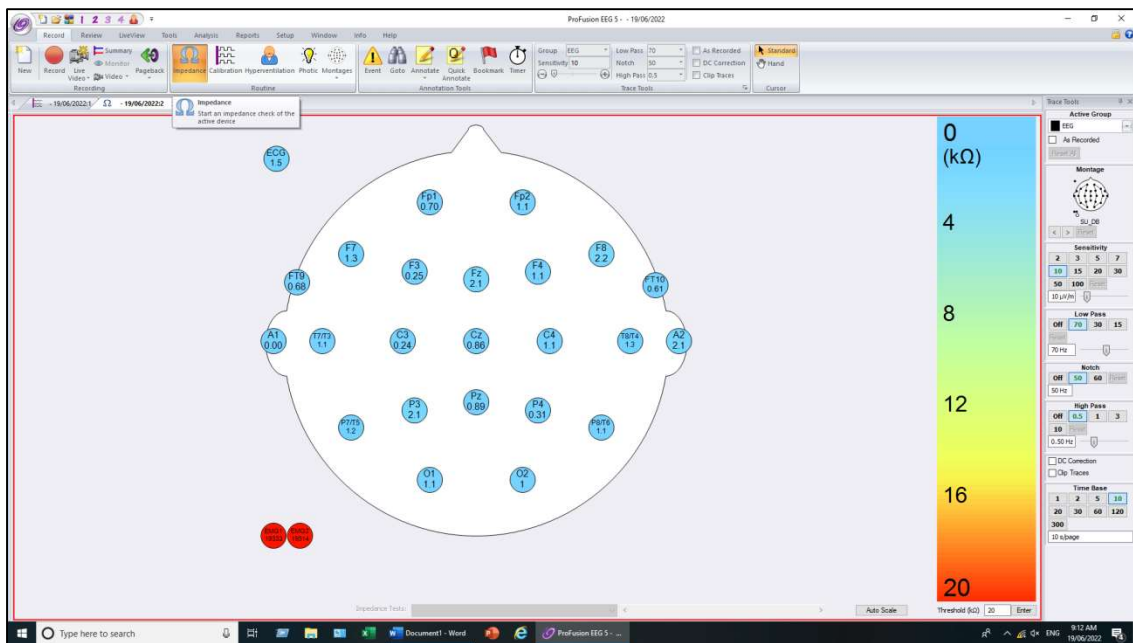 ProFusion EEG 5 - - 19/06/2022
1 2 3 4
Record Review LiveView Tools Analysis Reports Setup Window Info Help
New
Record
Live Video
Summary
Monitor
Video
Pageback
Recording
Impedance
Calibration
Hyperventilation
Photic
Montages
Routine
Event
Goto
Annotate
Quick Annotate
Bookmark
Timer
Annotation Tools
Group EEG
Low Pass 70
As Recorded
Sensitivity 10
Notch 50
DC Correction
High Pass 0.5
Clip Traces
Trace Tools
Standard
Hand
Cursor
- 19/06/2022:1
- 19/06/2022:2
Impedance
Start an impedance check of the
active device
ECG
1.5
Fp1
0.70
Fp2
1.1
F7
1.3
F3
0.25
Fz
2.1
F4
1.1
F8
2.2
FT9
0.68
FT10
0.61
A1
0.00
T7/T3
1.1
C3
0.24
Cz
0.86
C4
1.1
T8/T4
1.3
A2
2.1
P7/T5
1.2
P3
2.1
Pz
0.89
P4
0.31
P8/T6
1.1
O1
1.1
O2
1
EMG1
EMG2
0
(kΩ)
4
8
12
16
20
Impedance Tests:
Auto Scale
Threshold (kΩ) 20 Enter
Trace Tools
Active Group
EEG
As Recorded
Reset All
Montage
SU_DB
< > Reset
Sensitivity
2 3 5 7
10 15 20 30
50 100 Reset
10 µV/m
Low Pass
Off 70 30 15
Reset
70 Hz
Notch
Off 50 60 Reset
50 Hz
High Pass
Off 0.5 1 3
10 Reset
0.50 Hz
DC Correction
Clip Traces
Time Base
1 2 5 10
20 30 60 120
300
10 s/page
Type here to search
Document1 - Word
ProFusion EEG 5 - ...
ENG
9:12 AM
19/06/2022